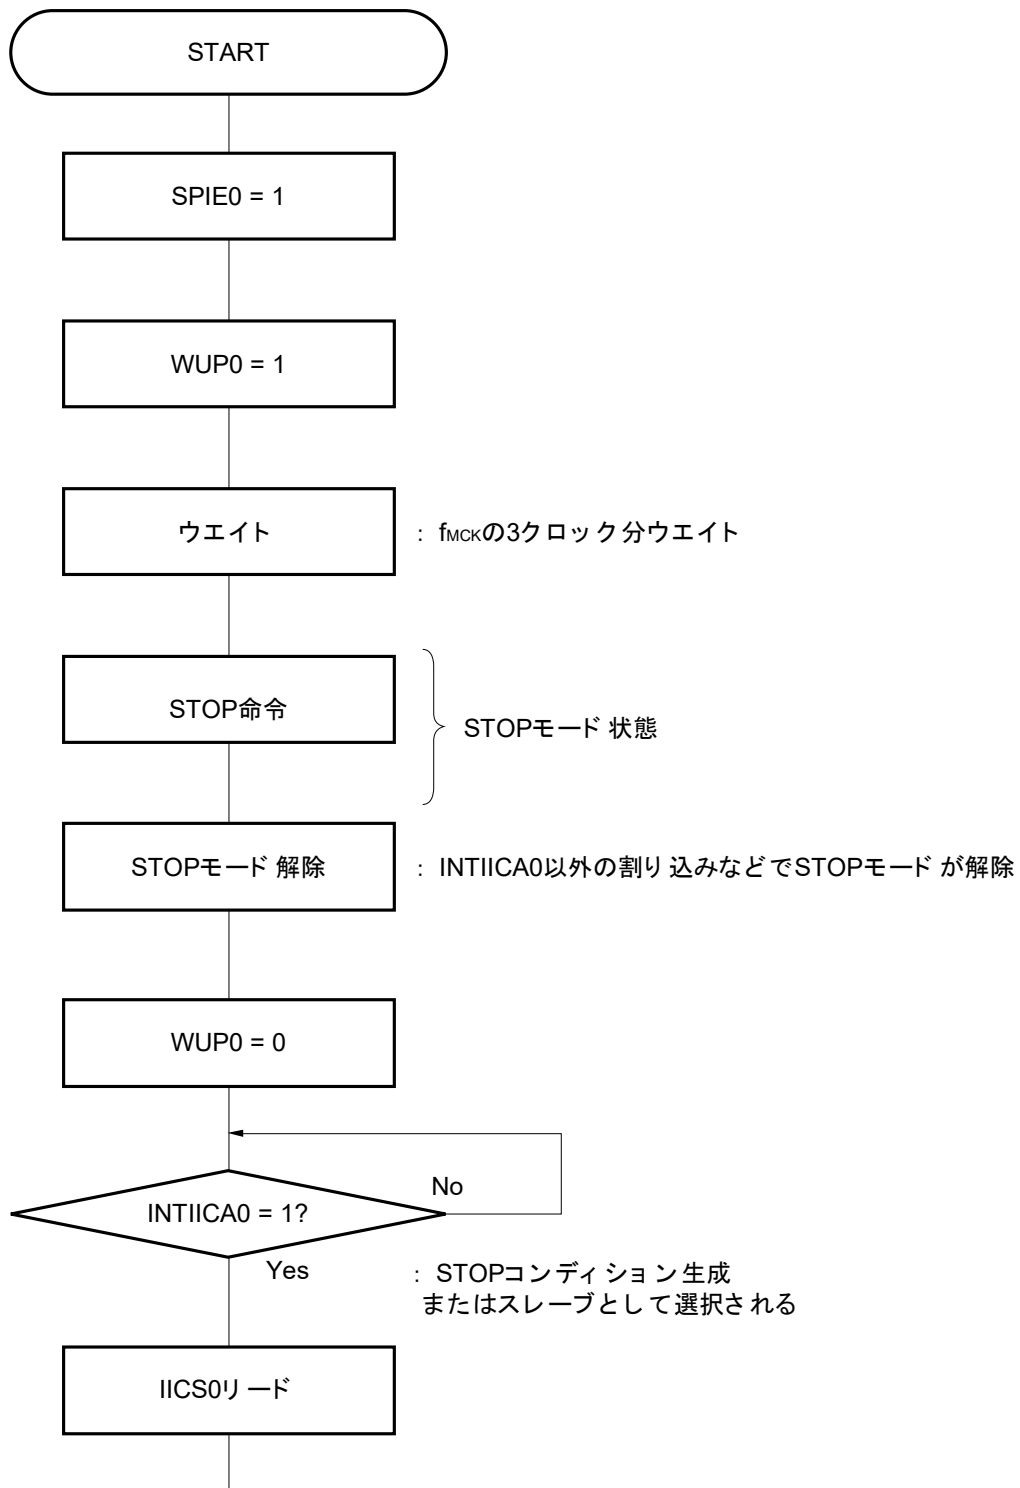 START
SPIE0 = 1
WUP0 = 1
ウエイト
: fMCKの3クロック分ウエイト
STOP命令
STOPモード状態
STOPモード解除
: INTIICA0以外の割り込みなどでSTOPモードが解除
WUP0 = 0
No
INTIICA0 = 1?
Yes
: STOPコンディション生成
またはスレーブとして選択される
IICS0リード